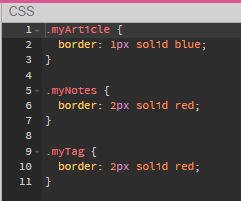 CSS
1 .myArticle {
2   border: 1px solid blue;
3 }
4
5 .myNotes {
6   border: 2px solid red;
7 }
8
9 .myTag {
10   border: 2px solid red;
11 }